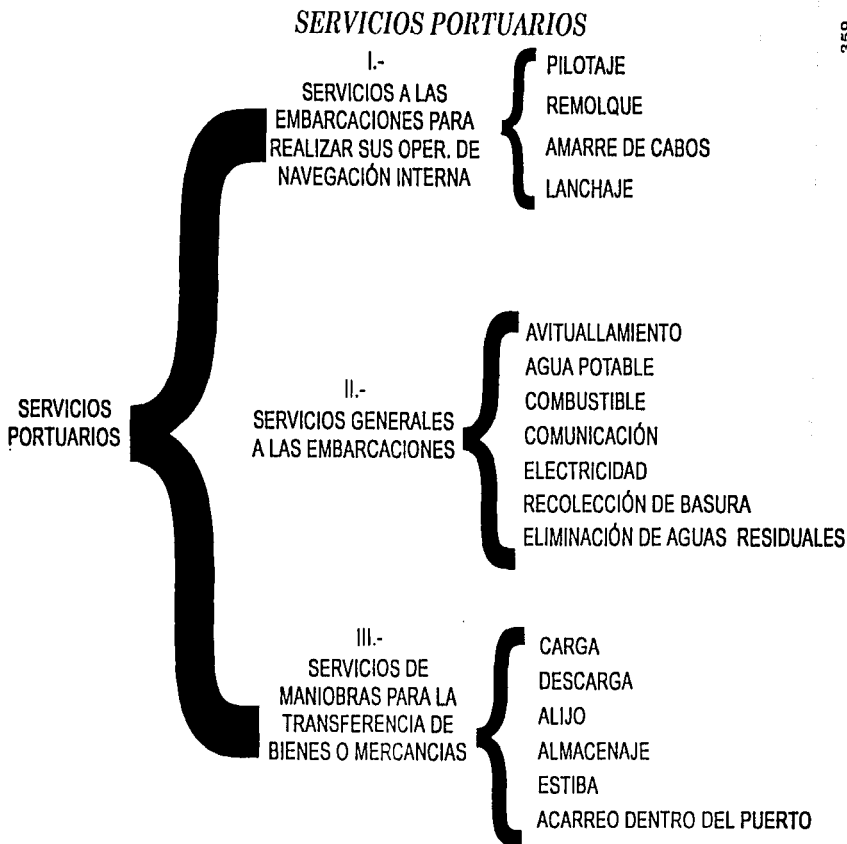 SERVICIOS PORTUARIOS
359
SERVICIOS
PORTUARIOS
I.-
SERVICIOS A LAS
EMBARCACIONES PARA
REALIZAR SUS OPER. DE
NAVEGACIÓN INTERNA
PILOTAJE
REMOLQUE
AMARRE DE CABOS
LANCHAJE
II.-
SERVICIOS GENERALES
A LAS EMBARCACIONES
AVITUALLAMIENTO
AGUA POTABLE
COMBUSTIBLE
COMUNICACIÓN
ELECTRICIDAD
RECOLECCIÓN DE BASURA
ELIMINACIÓN DE AGUAS RESIDUALES
III.-
SERVICIOS DE
MANIOBRAS PARA LA
TRANSFERENCIA DE
BIENES O MERCANCIAS
CARGA
DESCARGA
ALIJO
ALMACENAJE
ESTIBA
ACARREO DENTRO DEL PUERTO